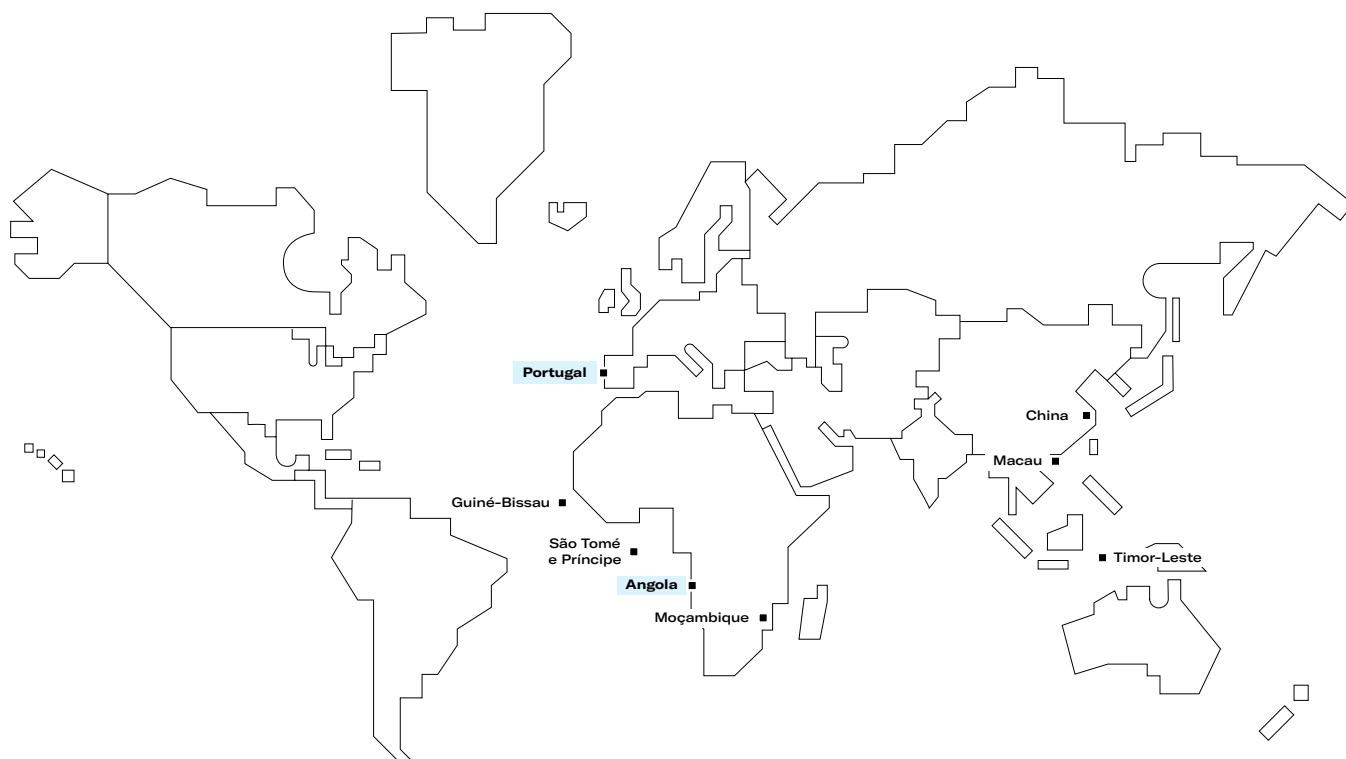 Portugal
China
Macau
Guiné-Bissau
São Tomé
e Príncipe
Timor-Leste
Angola
Moçambique